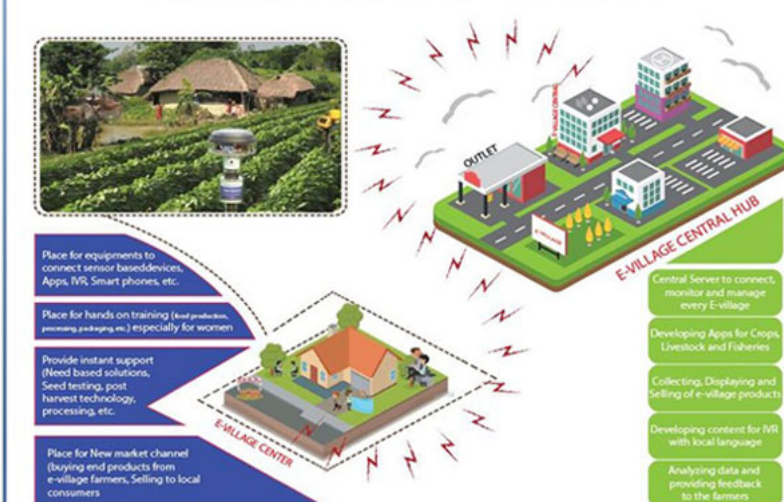 E-VILLAGE CENTRAL
OUTLET
E-VILLAGE
E-VILLAGE CENTRAL HUB
Place for equipments to
connect sensor baseddevices,
Apps, IVR, Smart phones, etc.
Place for hands on training (food production,
processing, packaging, etc.) especially for women
Provide instant support
(Need based solutions,
Seed testing, post
harvest technology,
processing, etc.
Place for New market channel
(buying end products from
e-village farmers, Selling to local
consumers
E-VILLAGE CENTER
Central Server to connect,
monitor and manage
every E-village
Developing Apps for Crops,
Livestock and Fisheries
Collecting, Displaying and
Selling of e-village products
Developing content for IVR
with local language
Analyzing data and
providing feedback
to the farmers